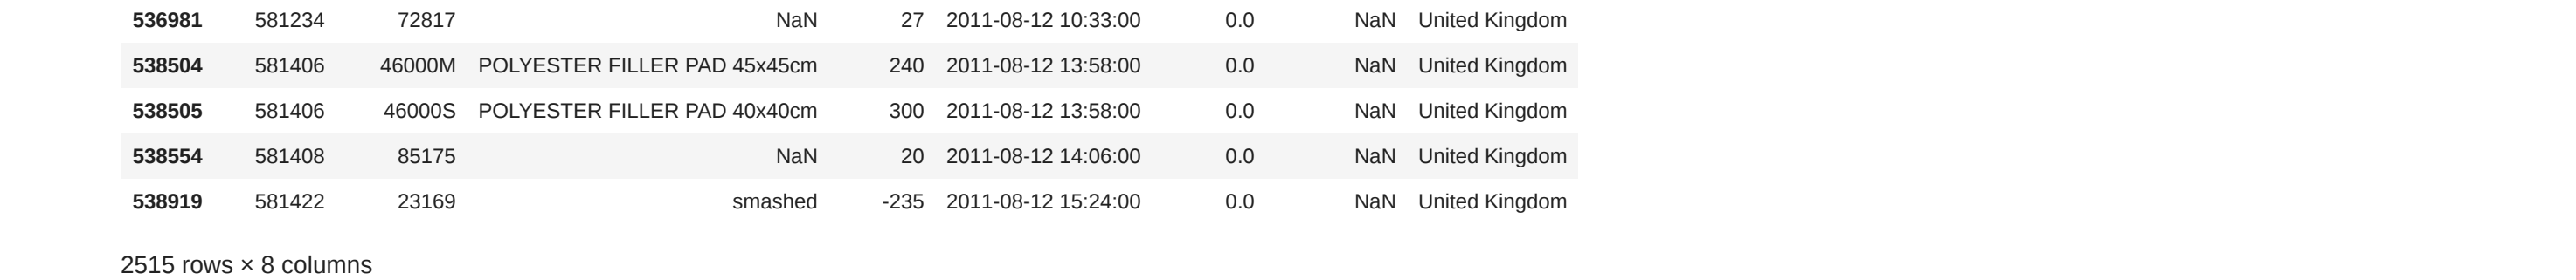 536981 581234 72817 NaN 27 2011-08-12 10:33:00 0.0 NaN United Kingdom
538504 581406 46000M POLYESTER FILLER PAD 45x45cm 240 2011-08-12 13:58:00 0.0 NaN United Kingdom
538505 581406 46000S POLYESTER FILLER PAD 40x40cm 300 2011-08-12 13:58:00 0.0 NaN United Kingdom
538554 581408 85175 NaN 20 2011-08-12 14:06:00 0.0 NaN United Kingdom
538919 581422 23169 smashed -235 2011-08-12 15:24:00 0.0 NaN United Kingdom
2515 rows × 8 columns